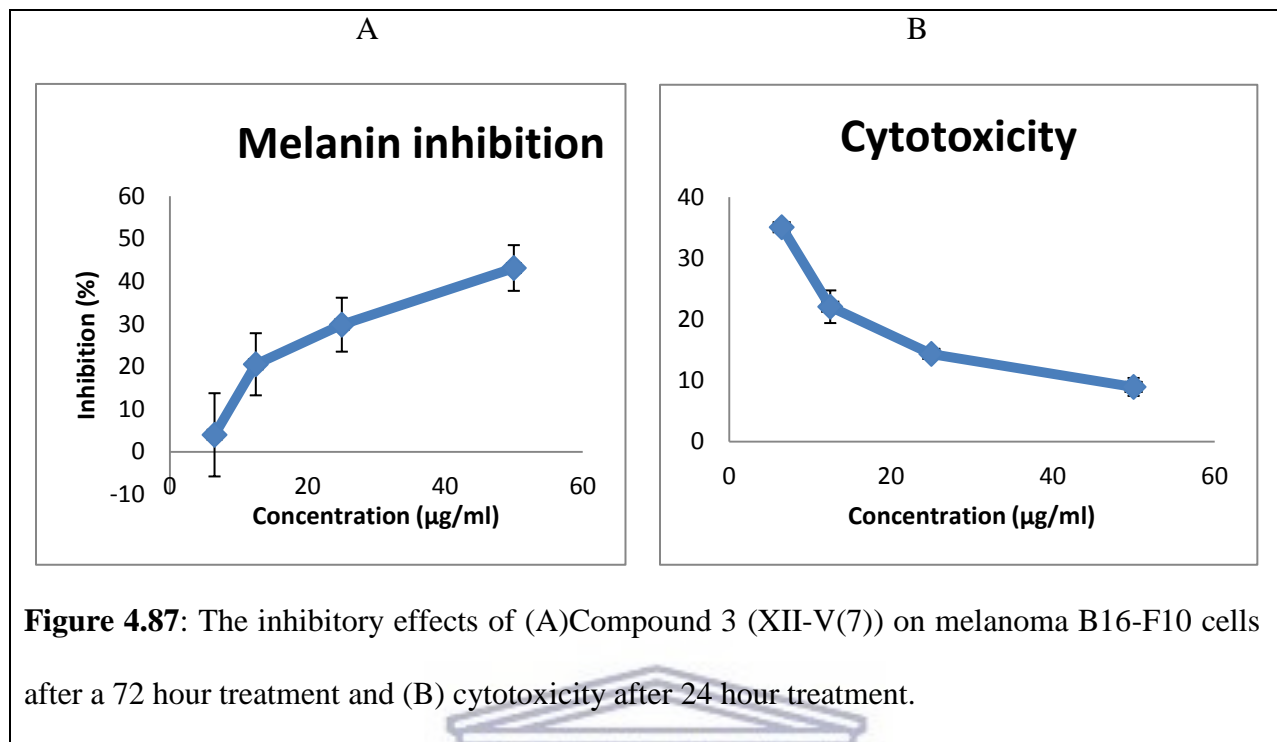 A
B
Melanin inhibition
60
50
40
30
20
10
0
-10
0
20
40
60
Inhibition (%)
Concentration (µg/ml)
Cytotoxicity
40
30
20
10
0
0
20
40
60
Concentration (µg/ml)
Figure 4.87: The inhibitory effects of (A)Compound 3 (XII-V(7)) on melanoma B16-F10 cells
after a 72 hour treatment and (B) cytotoxicity after 24 hour treatment.